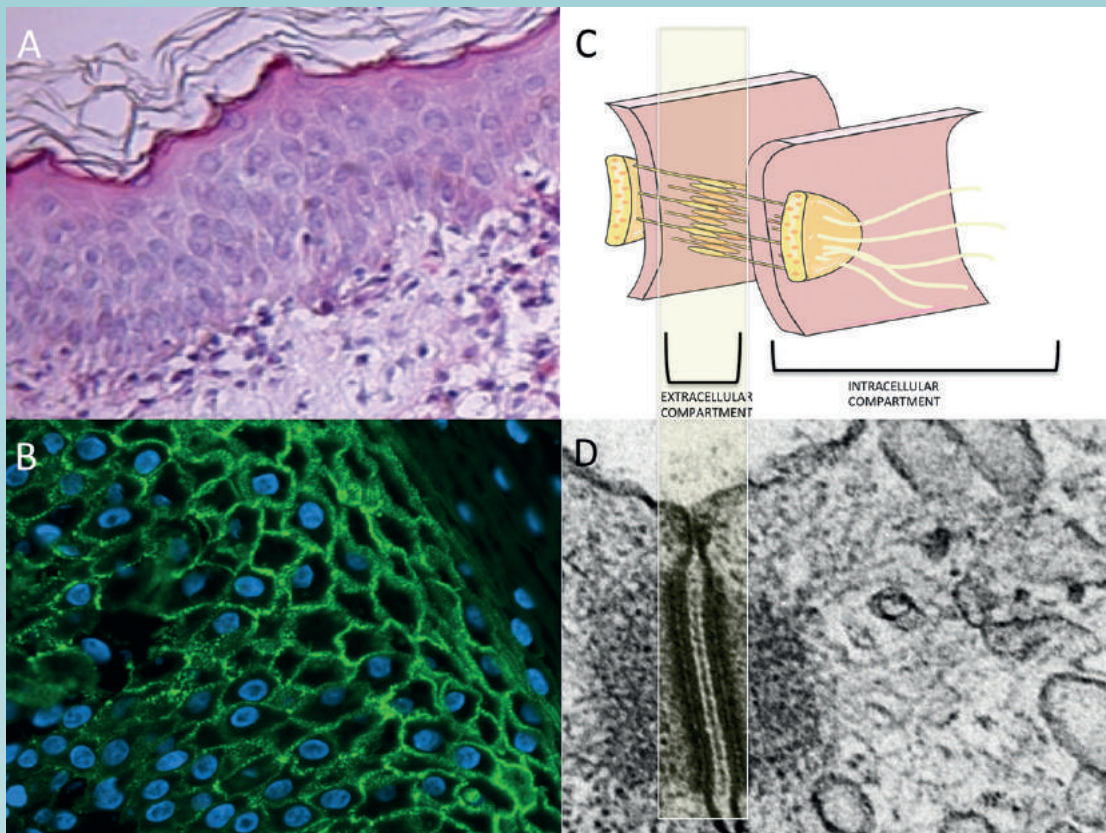 A
C
EXTRACELLULAR
COMPARTMENT
INTRACELLULAR
COMPARTMENT
B
D